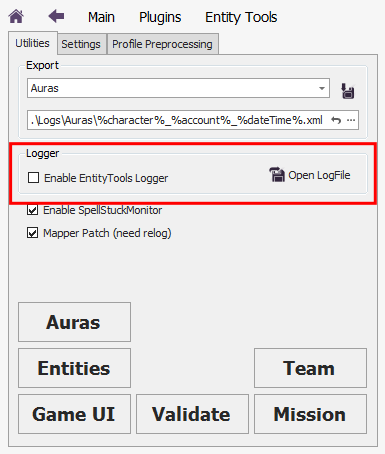 Main Plugins Entity Tools
Utilities Settings Profile Preprocessing
Export
Auras
.\Logs\Auras\%character%_%account%_%dateTime%.xml ...
Logger
Enable EntityTools Logger Open LogFile
Enable SpellStuckMonitor
Mapper Patch (need relog)
Auras
Entities Team
Game UI Validate Mission